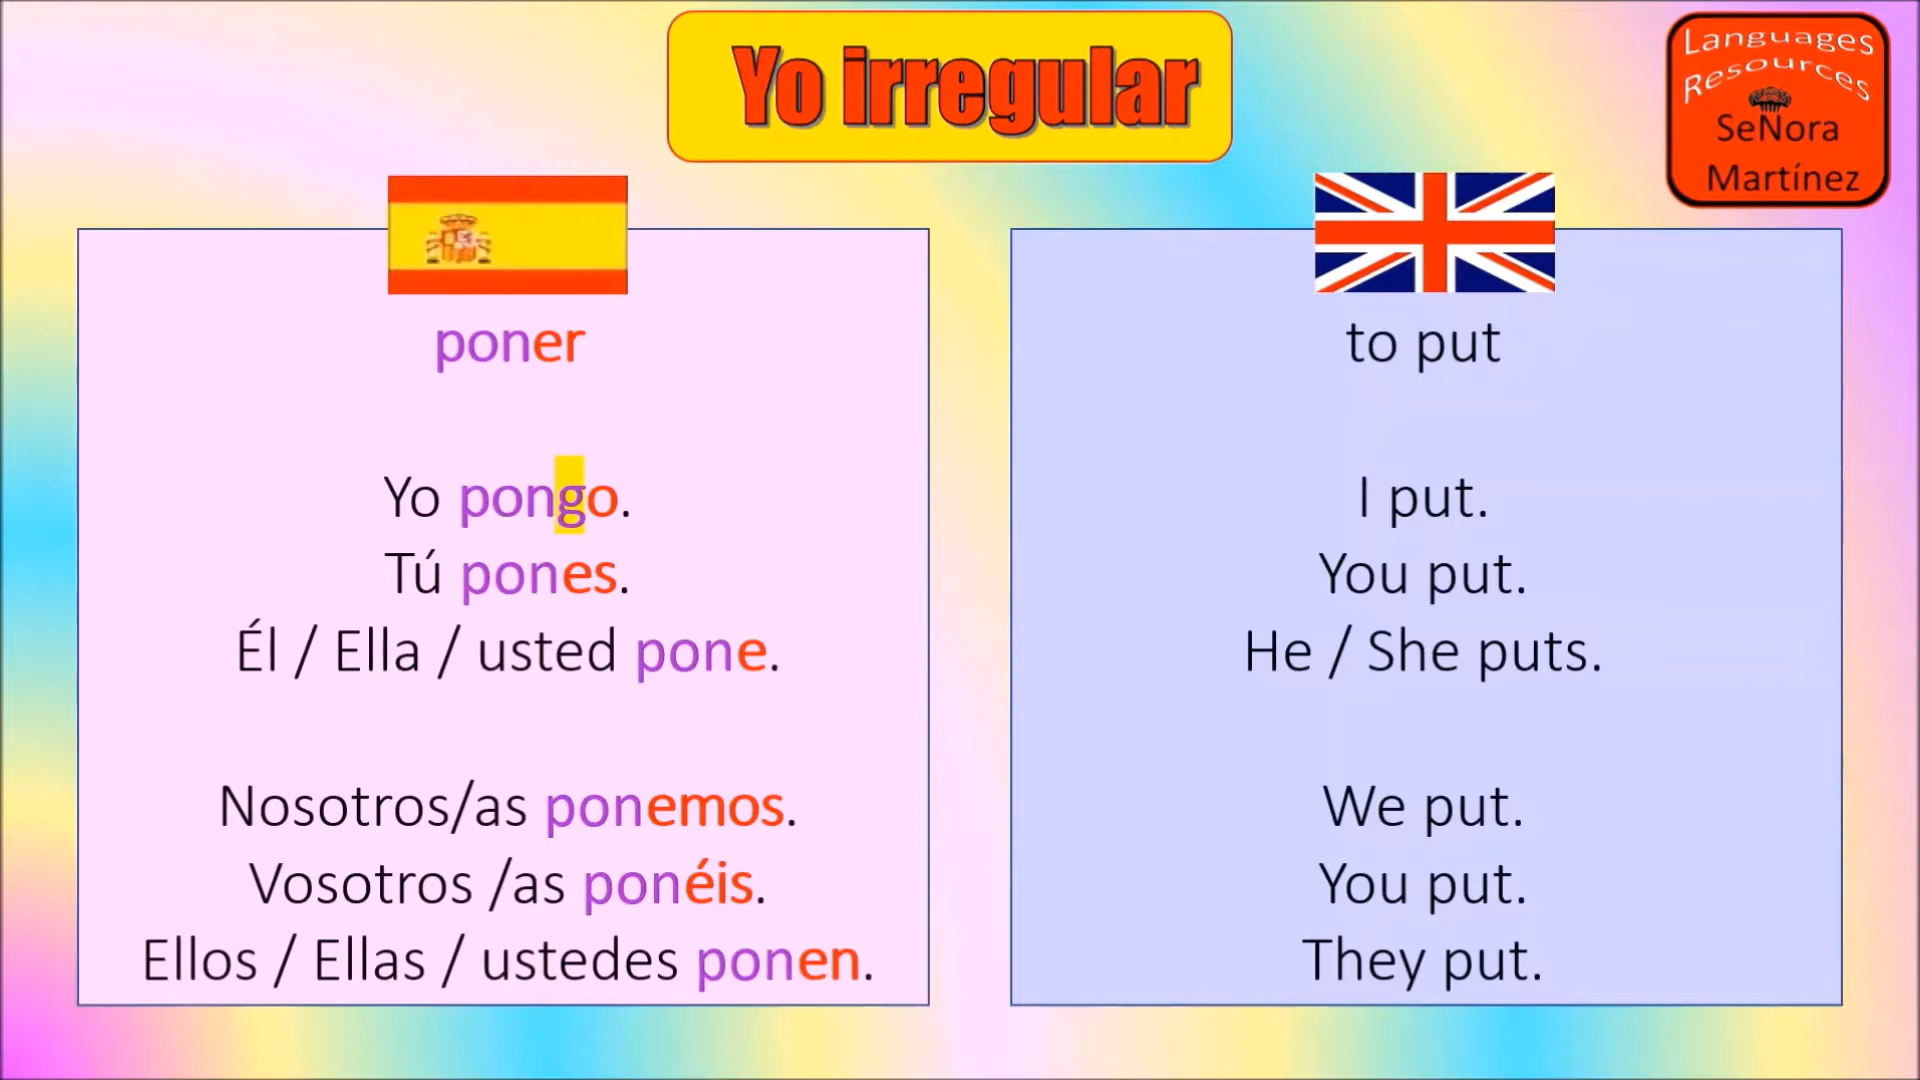 Yo irregular
Languages
Resources
SeÑora
Martínez
poner
Yo pongo.
Tú pones.
Él / Ella / usted pone.
Nosotros/as ponemos.
Vosotros /as ponéis.
Ellos / Ellas / ustedes ponen.
to put
I put.
You put.
He / She puts.
We put.
You put.
They put.